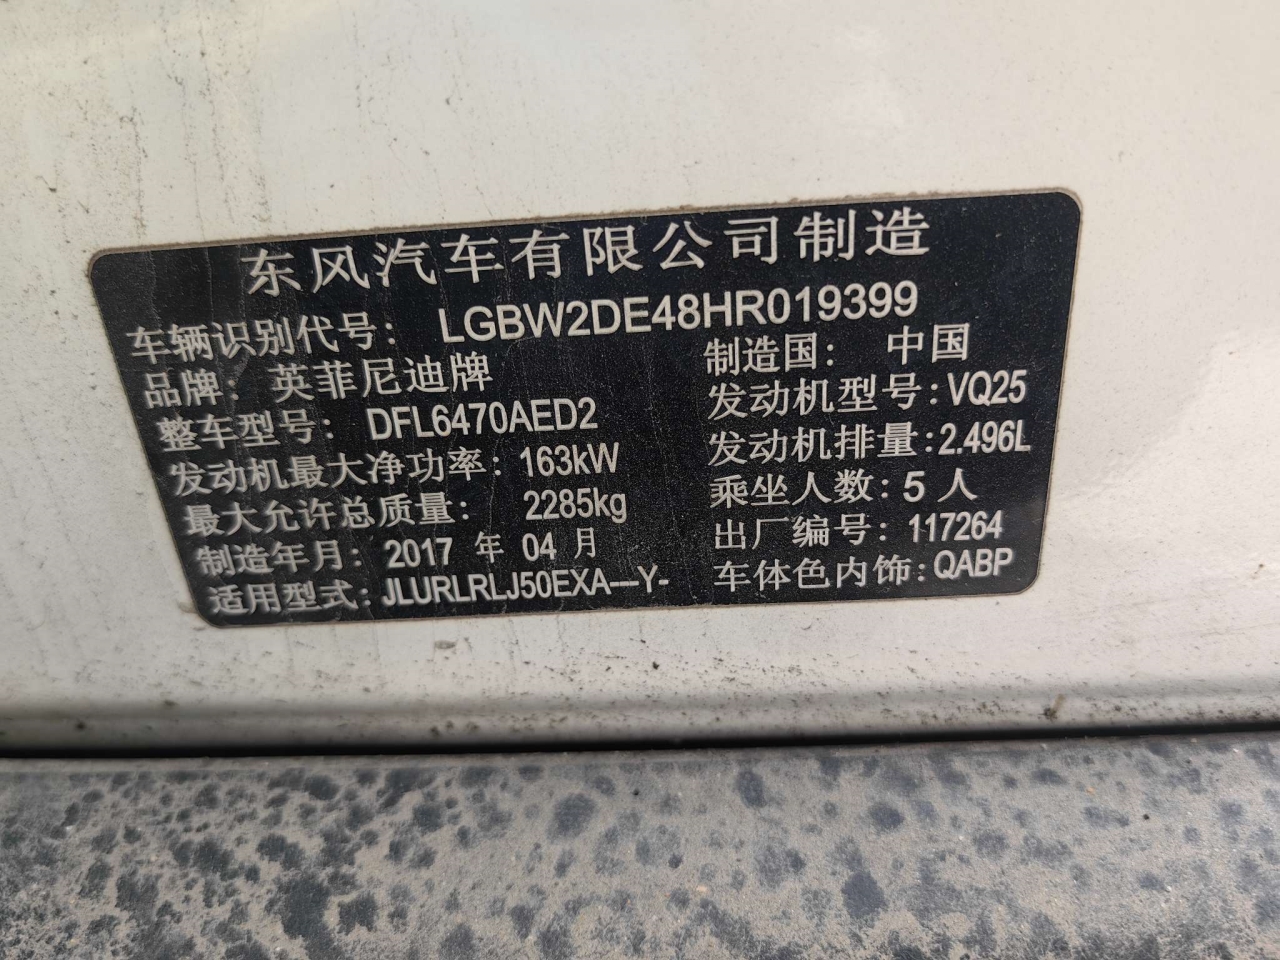 东风汽车有限公司制造
车辆识别代号: LGBW2DE48HR019399
品牌: 英菲尼迪牌 制造国: 中国
整车型号: DFL6470AED2 发动机型号: VQ25
发动机最大净功率: 163kW 发动机排量: 2.496L
最大允许总质量: 2285kg 乘坐人数: 5 人
制造年月: 2017 年 04 月 出厂编号: 117264
适用型式: JLURLRLJ50EXA---Y- 车体色内饰: QABP